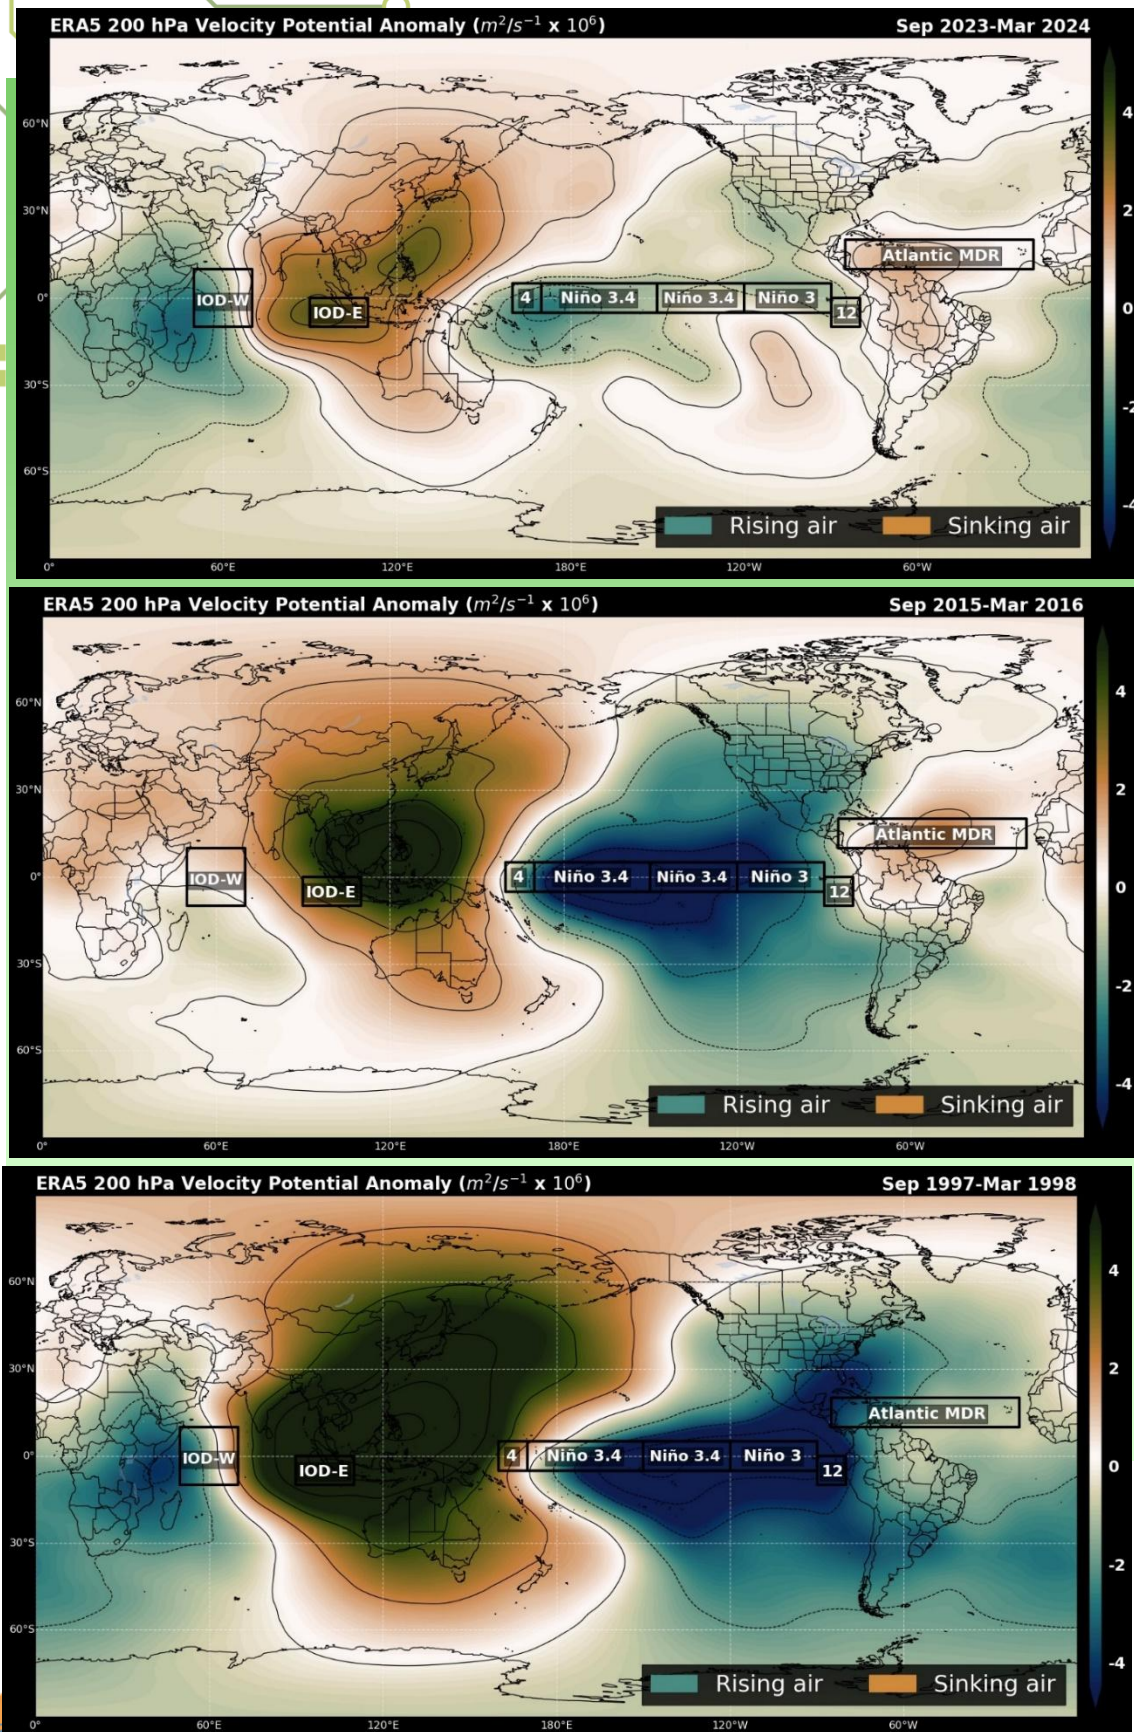 ERA5 200 hPa Velocity Potential Anomaly (m²/s⁻¹ x 10⁶) Sep 2023-Mar 2024
4
60°N
30°N
2
Atlantic MDR
0° IOD-W IOD-E 4 Niño 3.4 Niño 3.4 Niño 3 12 0
30°S
-2
60°S
-4
Rising air Sinking air
0° 60°E 120°E 180°E 120°W 60°W
ERA5 200 hPa Velocity Potential Anomaly (m²/s⁻¹ x 10⁶) Sep 2015-Mar 2016
4
60°N
30°N
2
Atlantic MDR
0° IOD-W IOD-E 4 Niño 3.4 Niño 3.4 Niño 3 12 0
30°S
-2
60°S
-4
Rising air Sinking air
0° 60°E 120°E 180°E 120°W 60°W
ERA5 200 hPa Velocity Potential Anomaly (m²/s⁻¹ x 10⁶) Sep 1997-Mar 1998
4
60°N
30°N
2
Atlantic MDR
0° IOD-W IOD-E 4 Niño 3.4 Niño 3.4 Niño 3 12 0
30°S
-2
60°S
-4
Rising air Sinking air
0° 60°E 120°E 180°E 120°W 60°W